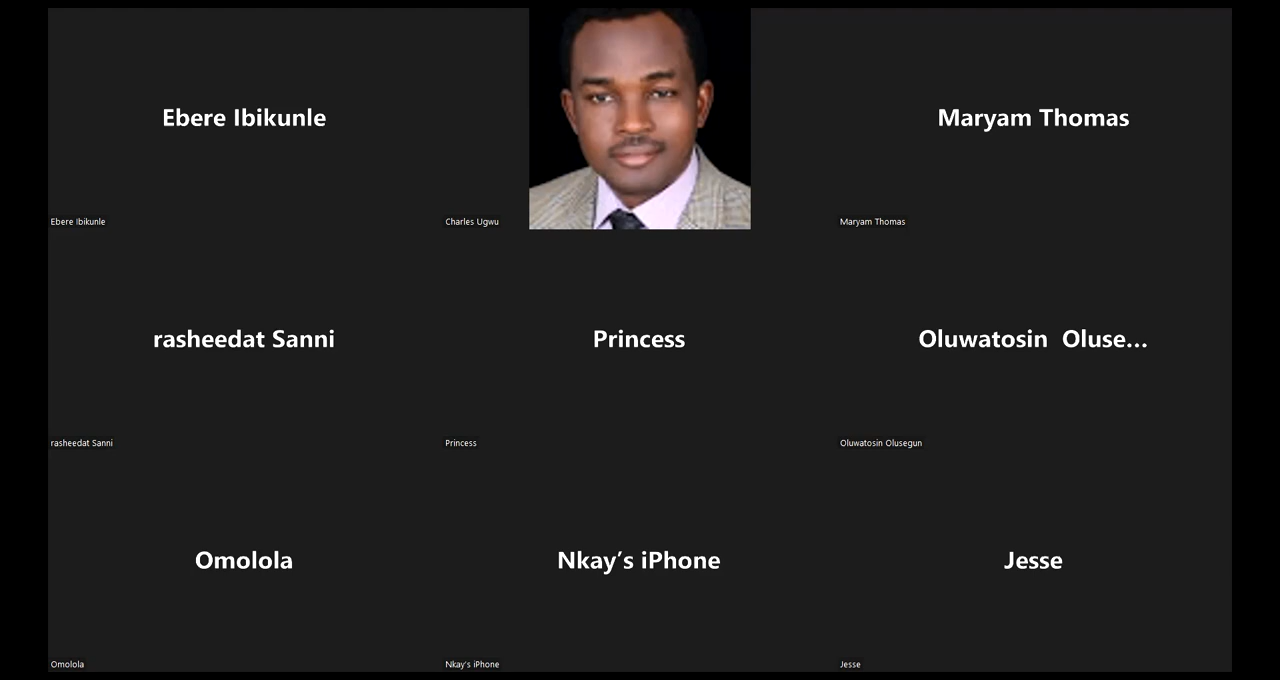 Ebere Ibikunle
Ebere Ibikunle
Charles Ugwu
Maryam Thomas
Maryam Thomas
rasheedat Sanni
rasheedat Sanni
Princess
Princess
Oluwatosin  Oluse...
Oluwatosin Olusegun
Omolola
Omolola
Nkay's iPhone
Nkay's iPhone
Jesse
Jesse